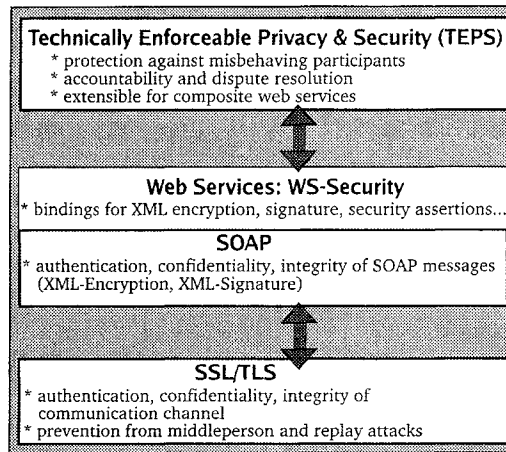 Technically Enforceable Privacy & Security (TEPS)
* protection against misbehaving participants
* accountability and dispute resolution
* extensible for composite web services
Web Services: WS-Security
* bindings for XML encryption, signature, security assertions...
SOAP
* authentication, confidentiality, integrity of SOAP messages
(XML-Encryption, XML-Signature)
SSL/TLS
* authentication, confidentiality, integrity of
communication channel
* prevention from middleperson and replay attacks